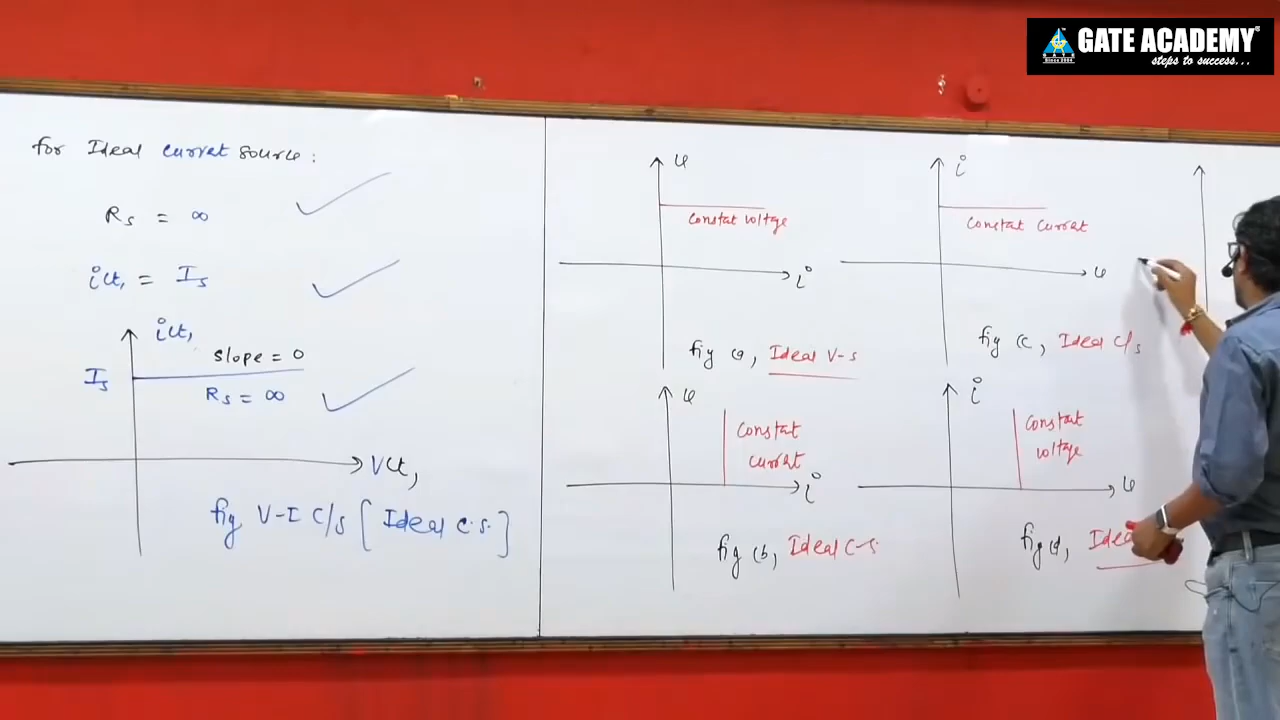 GATE ACADEMY
steps to success...
for Ideal current source:
Rs = ∞
i(t) = Is
i(t)
slope = 0
Is
Rs = ∞
V(t)
fig V-I C/s [Ideal C.S.]
v
Constant voltage
i
fig (a) Ideal V-S
i
Constant Current
v
fig (c) Ideal C/s
v
Constant
current
i
fig (b) Ideal C-S
i
Constant
voltage
v
fig (d) Ideal